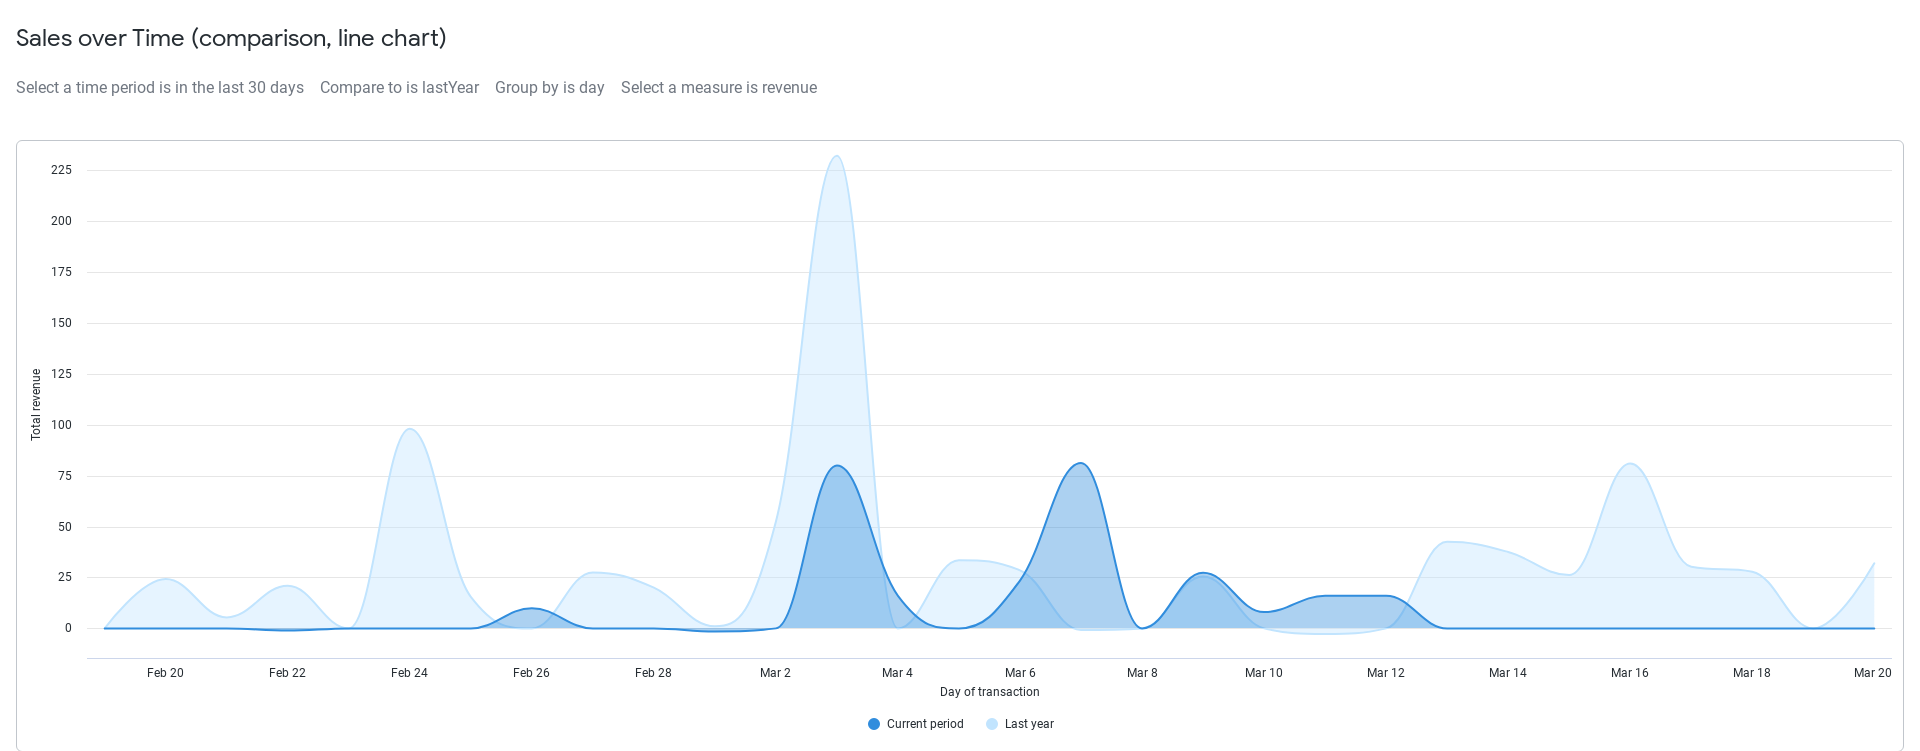 Sales over Time (comparison, line chart)
Select a time period is in the last 30 days Compare to is lastYear Group by is day Select a measure is revenue
225
200
175
150
125
100
75
50
25
0
Total revenue
Feb 20 Feb 22 Feb 24 Feb 26 Feb 28 Mar 2 Mar 4 Mar 6 Mar 8 Mar 10 Mar 12 Mar 14 Mar 16 Mar 18 Mar 20
Day of transaction
Current period Last year